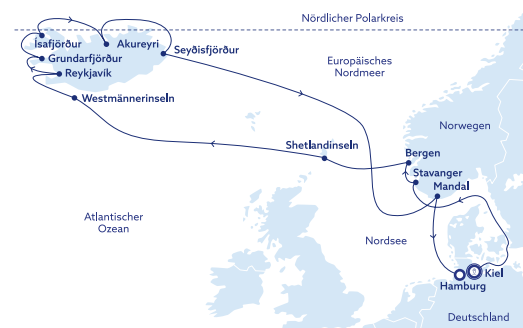 Nördlicher Polarkreis
Ísafjörður
Akureyri
Seyðisfjörður
Grundarfjörður
Reykjavík
Europäisches
Nordmeer
Westmännerinseln
Norwegen
Shetlandinseln
Bergen
Stavanger
Mandal
Atlantischer
Ozean
Nordsee
Kiel
Hamburg
Deutschland